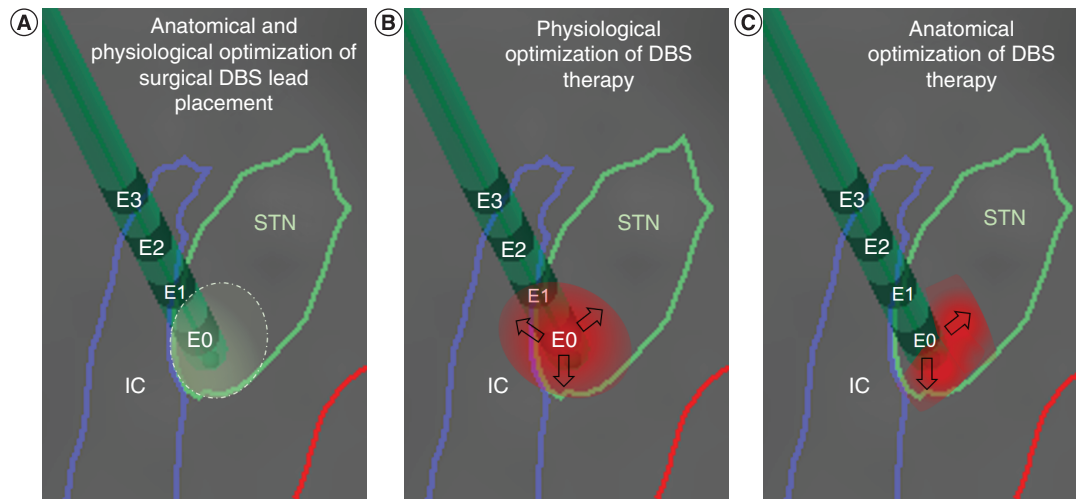 A
Anatomical and
physiological optimization of
surgical DBS lead
placement
E3
STN
E2
E1
E0
IC
B
Physiological
optimization of DBS
therapy
E3
STN
E2
E1
E0
IC
C
Anatomical
optimization of DBS
therapy
E3
STN
E2
E1
E0
IC